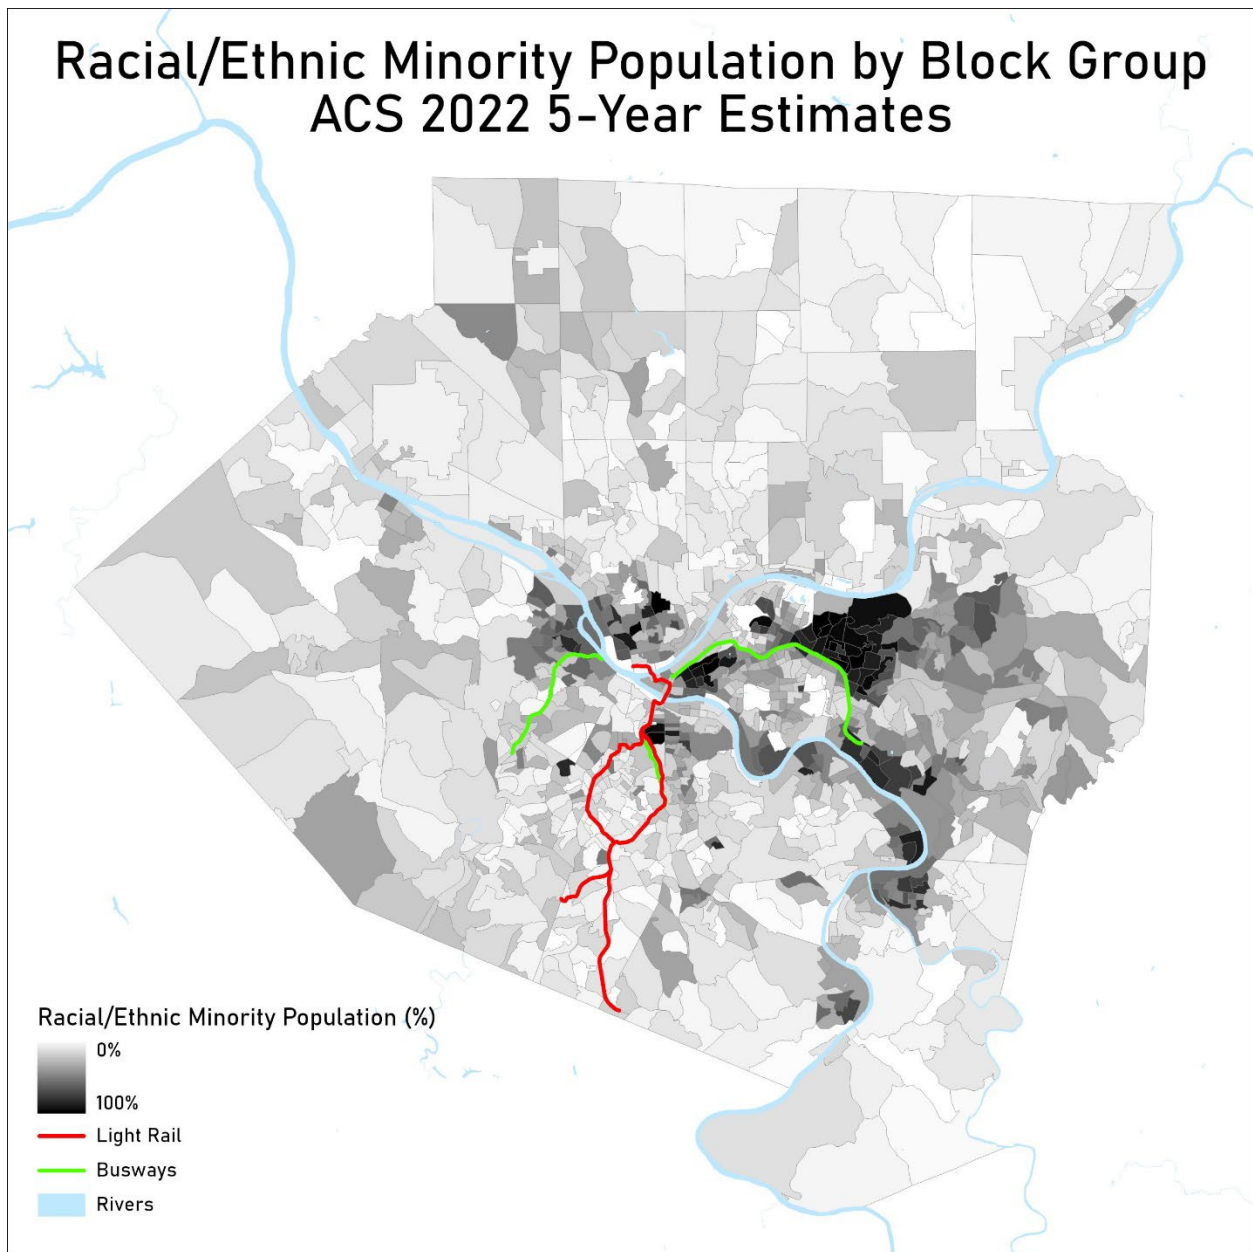 Racial/Ethnic Minority Population by Block Group
ACS 2022 5-Year Estimates
Racial/Ethnic Minority Population (%)
0%
100%
Light Rail
Busways
Rivers